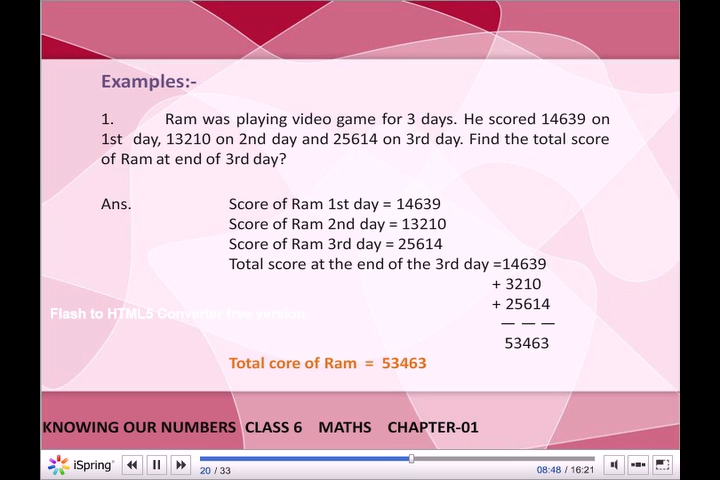 Examples:-
1. Ram was playing video game for 3 days. He scored 14639 on
1st day, 13210 on 2nd day and 25614 on 3rd day. Find the total score
of Ram at end of 3rd day?
Ans. Score of Ram 1st day = 14639
Score of Ram 2nd day = 13210
Score of Ram 3rd day = 25614
Total score at the end of the 3rd day =14639
+ 3210
+ 25614
— — —
53463
Flash to HTML5 Converter free version
Total core of Ram = 53463
KNOWING OUR NUMBERS CLASS 6 MATHS CHAPTER-01
iSpring
20 / 33
08:48 / 16:21